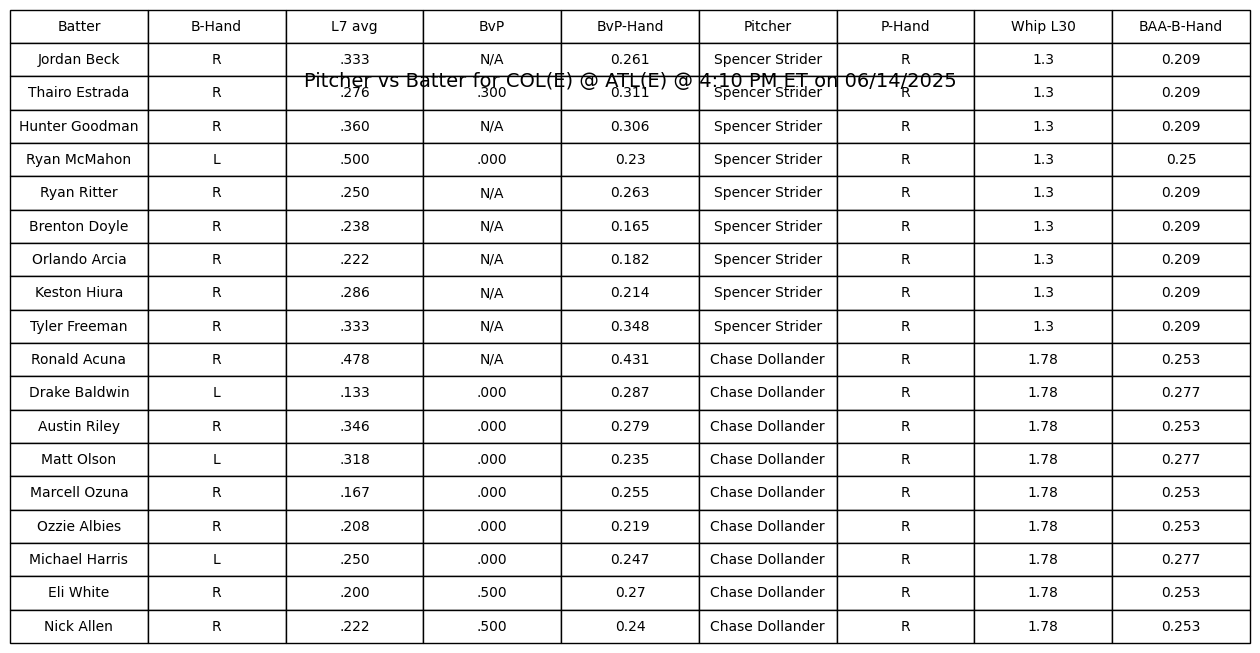 Batter B-Hand L7 avg BvP BvP-Hand Pitcher P-Hand Whip L30 BAA-B-Hand
Jordan Beck R .333 N/A 0.261 Spencer Strider R 1.3 0.209
Pitcher vs Batter for COL(E) @ ATL(E) @ 4:10 PM ET on 06/14/2025
Thairo Estrada R .276 .300 0.311 Spencer Strider R 1.3 0.209
Hunter Goodman R .360 N/A 0.306 Spencer Strider R 1.3 0.209
Ryan McMahon L .500 .000 0.23 Spencer Strider R 1.3 0.25
Ryan Ritter R .250 N/A 0.263 Spencer Strider R 1.3 0.209
Brenton Doyle R .238 N/A 0.165 Spencer Strider R 1.3 0.209
Orlando Arcia R .222 N/A 0.182 Spencer Strider R 1.3 0.209
Keston Hiura R .286 N/A 0.214 Spencer Strider R 1.3 0.209
Tyler Freeman R .333 N/A 0.348 Spencer Strider R 1.3 0.209
Ronald Acuna R .478 N/A 0.431 Chase Dollander R 1.78 0.253
Drake Baldwin L .133 .000 0.287 Chase Dollander R 1.78 0.277
Austin Riley R .346 .000 0.279 Chase Dollander R 1.78 0.253
Matt Olson L .318 .000 0.235 Chase Dollander R 1.78 0.277
Marcell Ozuna R .167 .000 0.255 Chase Dollander R 1.78 0.253
Ozzie Albies R .208 .000 0.219 Chase Dollander R 1.78 0.253
Michael Harris L .250 .000 0.247 Chase Dollander R 1.78 0.277
Eli White R .200 .500 0.27 Chase Dollander R 1.78 0.253
Nick Allen R .222 .500 0.24 Chase Dollander R 1.78 0.253